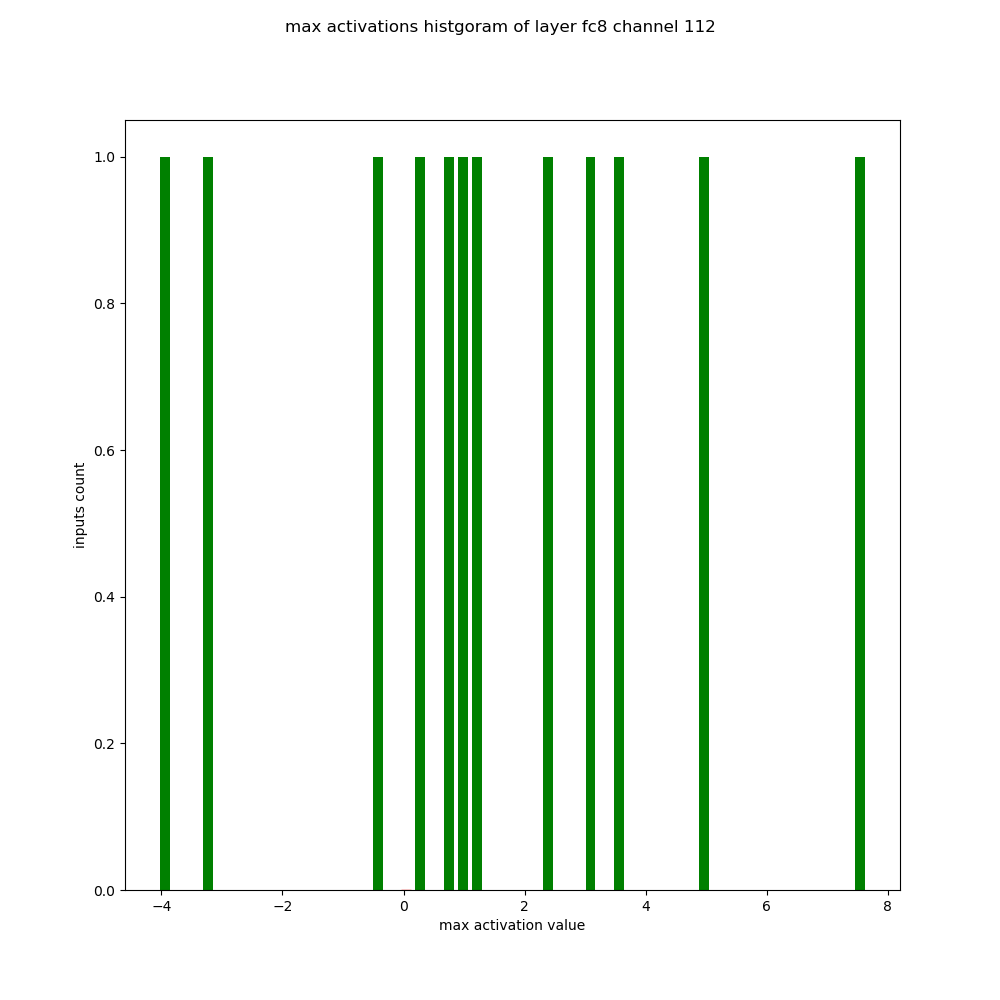 max activations histgoram of layer fc8 channel 112
1.0
0.8
0.6
0.4
0.2
0.0
inputs count
−4 −2 0 2 4 6 8
max activation value